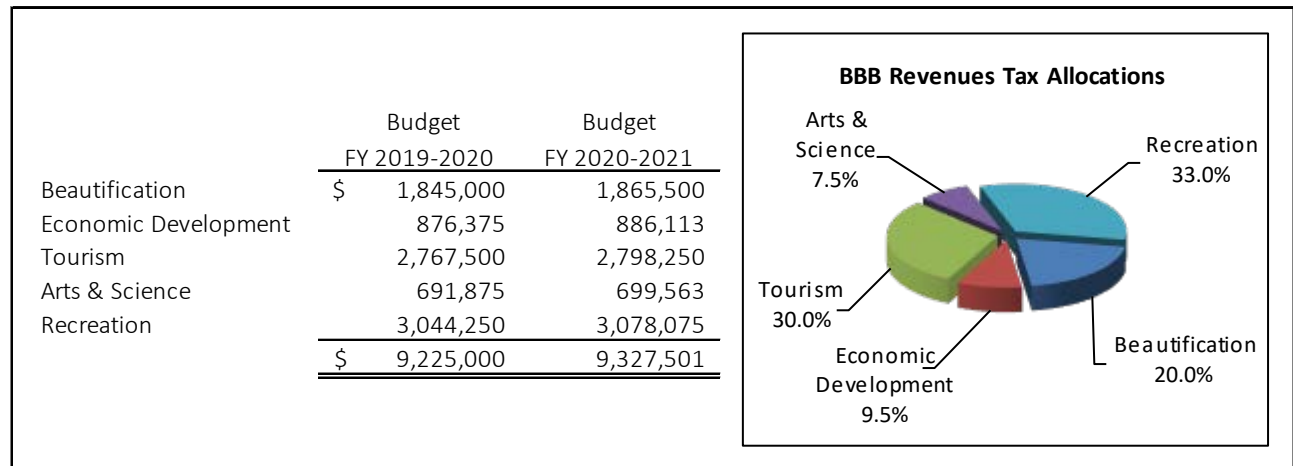 Budget Budget
FY 2019-2020 FY 2020-2021
Beautification $ 1,845,000 1,865,500
Economic Development 876,375 886,113
Tourism 2,767,500 2,798,250
Arts & Science 691,875 699,563
Recreation 3,044,250 3,078,075
$ 9,225,000 9,327,501
BBB Revenues Tax Allocations
Arts &
Science
7.5%
Recreation
33.0%
Tourism
30.0%
Economic
Development
9.5%
Beautification
20.0%